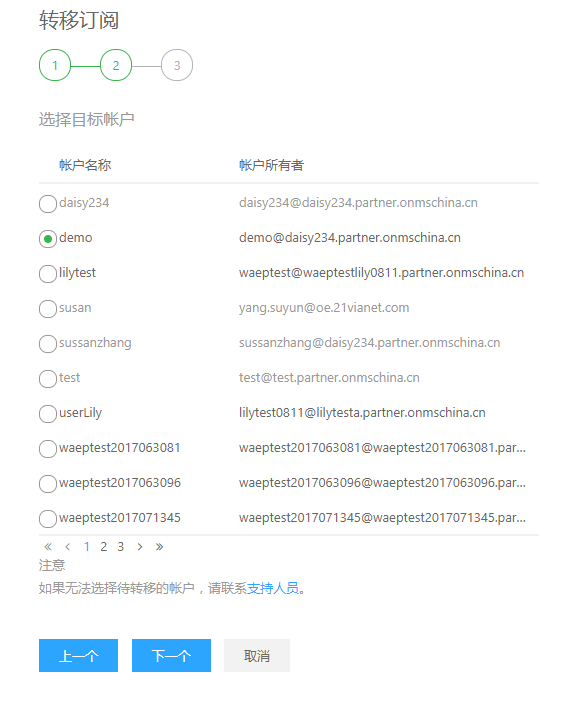 转移订阅
1 2 3
选择目标帐户
帐户名称 帐户所有者
daisy234 daisy234@daisy234.partner.onmschina.cn
demo demo@daisy234.partner.onmschina.cn
lilytest waeptest@waeptestlily0811.partner.onmschina.cn
susan yang.suyun@oe.21vianet.com
sussanzhang sussanzhang@daisy234.partner.onmschina.cn
test test@test.partner.onmschina.cn
userLily lilytest0811@lilytesta.partner.onmschina.cn
waeptest2017063081 waeptest2017063081@waeptest2017063081.par...
waeptest2017063096 waeptest2017063096@waeptest2017063096.par...
waeptest2017071345 waeptest2017071345@waeptest2017071345.par...
« ‹ 1 2 3 › »
注意
如果无法选择待转移的帐户，请联系支持人员。
上一个 下一个 取消